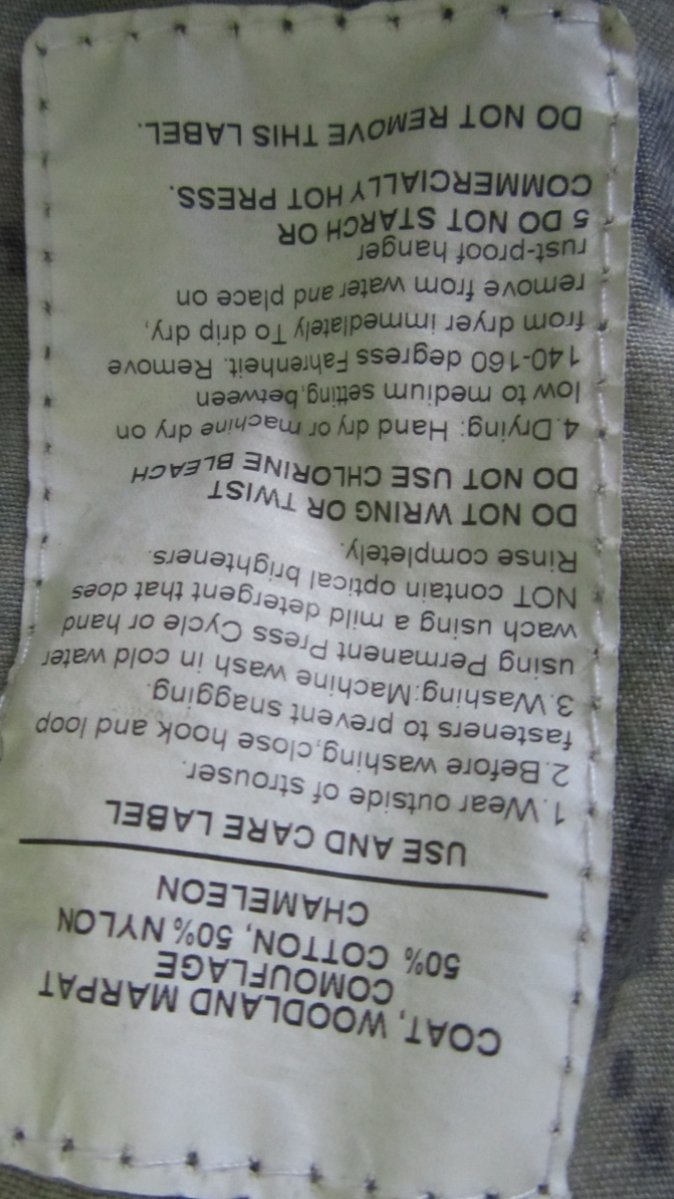 COAT, WOODLAND MARPAT
COMOUFLAGE
50% COTTON, 50% NYLON
CHAMELEON
USE AND CARE LABEL
1. Wear outside of strouser.
2. Before washing,close hook and loop
fasteners to prevent snagging.
3. Washing:Machine wash in cold water
using Permanent Press Cycle or hand
wach using a mild detergent that does
NOT contain optical brighteners.
Rinse completely.
DO NOT WRING OR TWIST
DO NOT USE CHLORINE BLEACH
4. Drying: Hand dry or machine dry on
low to medium setting,between
140-160 degress Fahrenheit. Remove
from dryer immediately To drip dry,
remove from water and place on
rust-proof hanger
5 DO NOT STARCH OR
COMMERCIALLY HOT PRESS.
DO NOT REMOVE THIS LABEL.